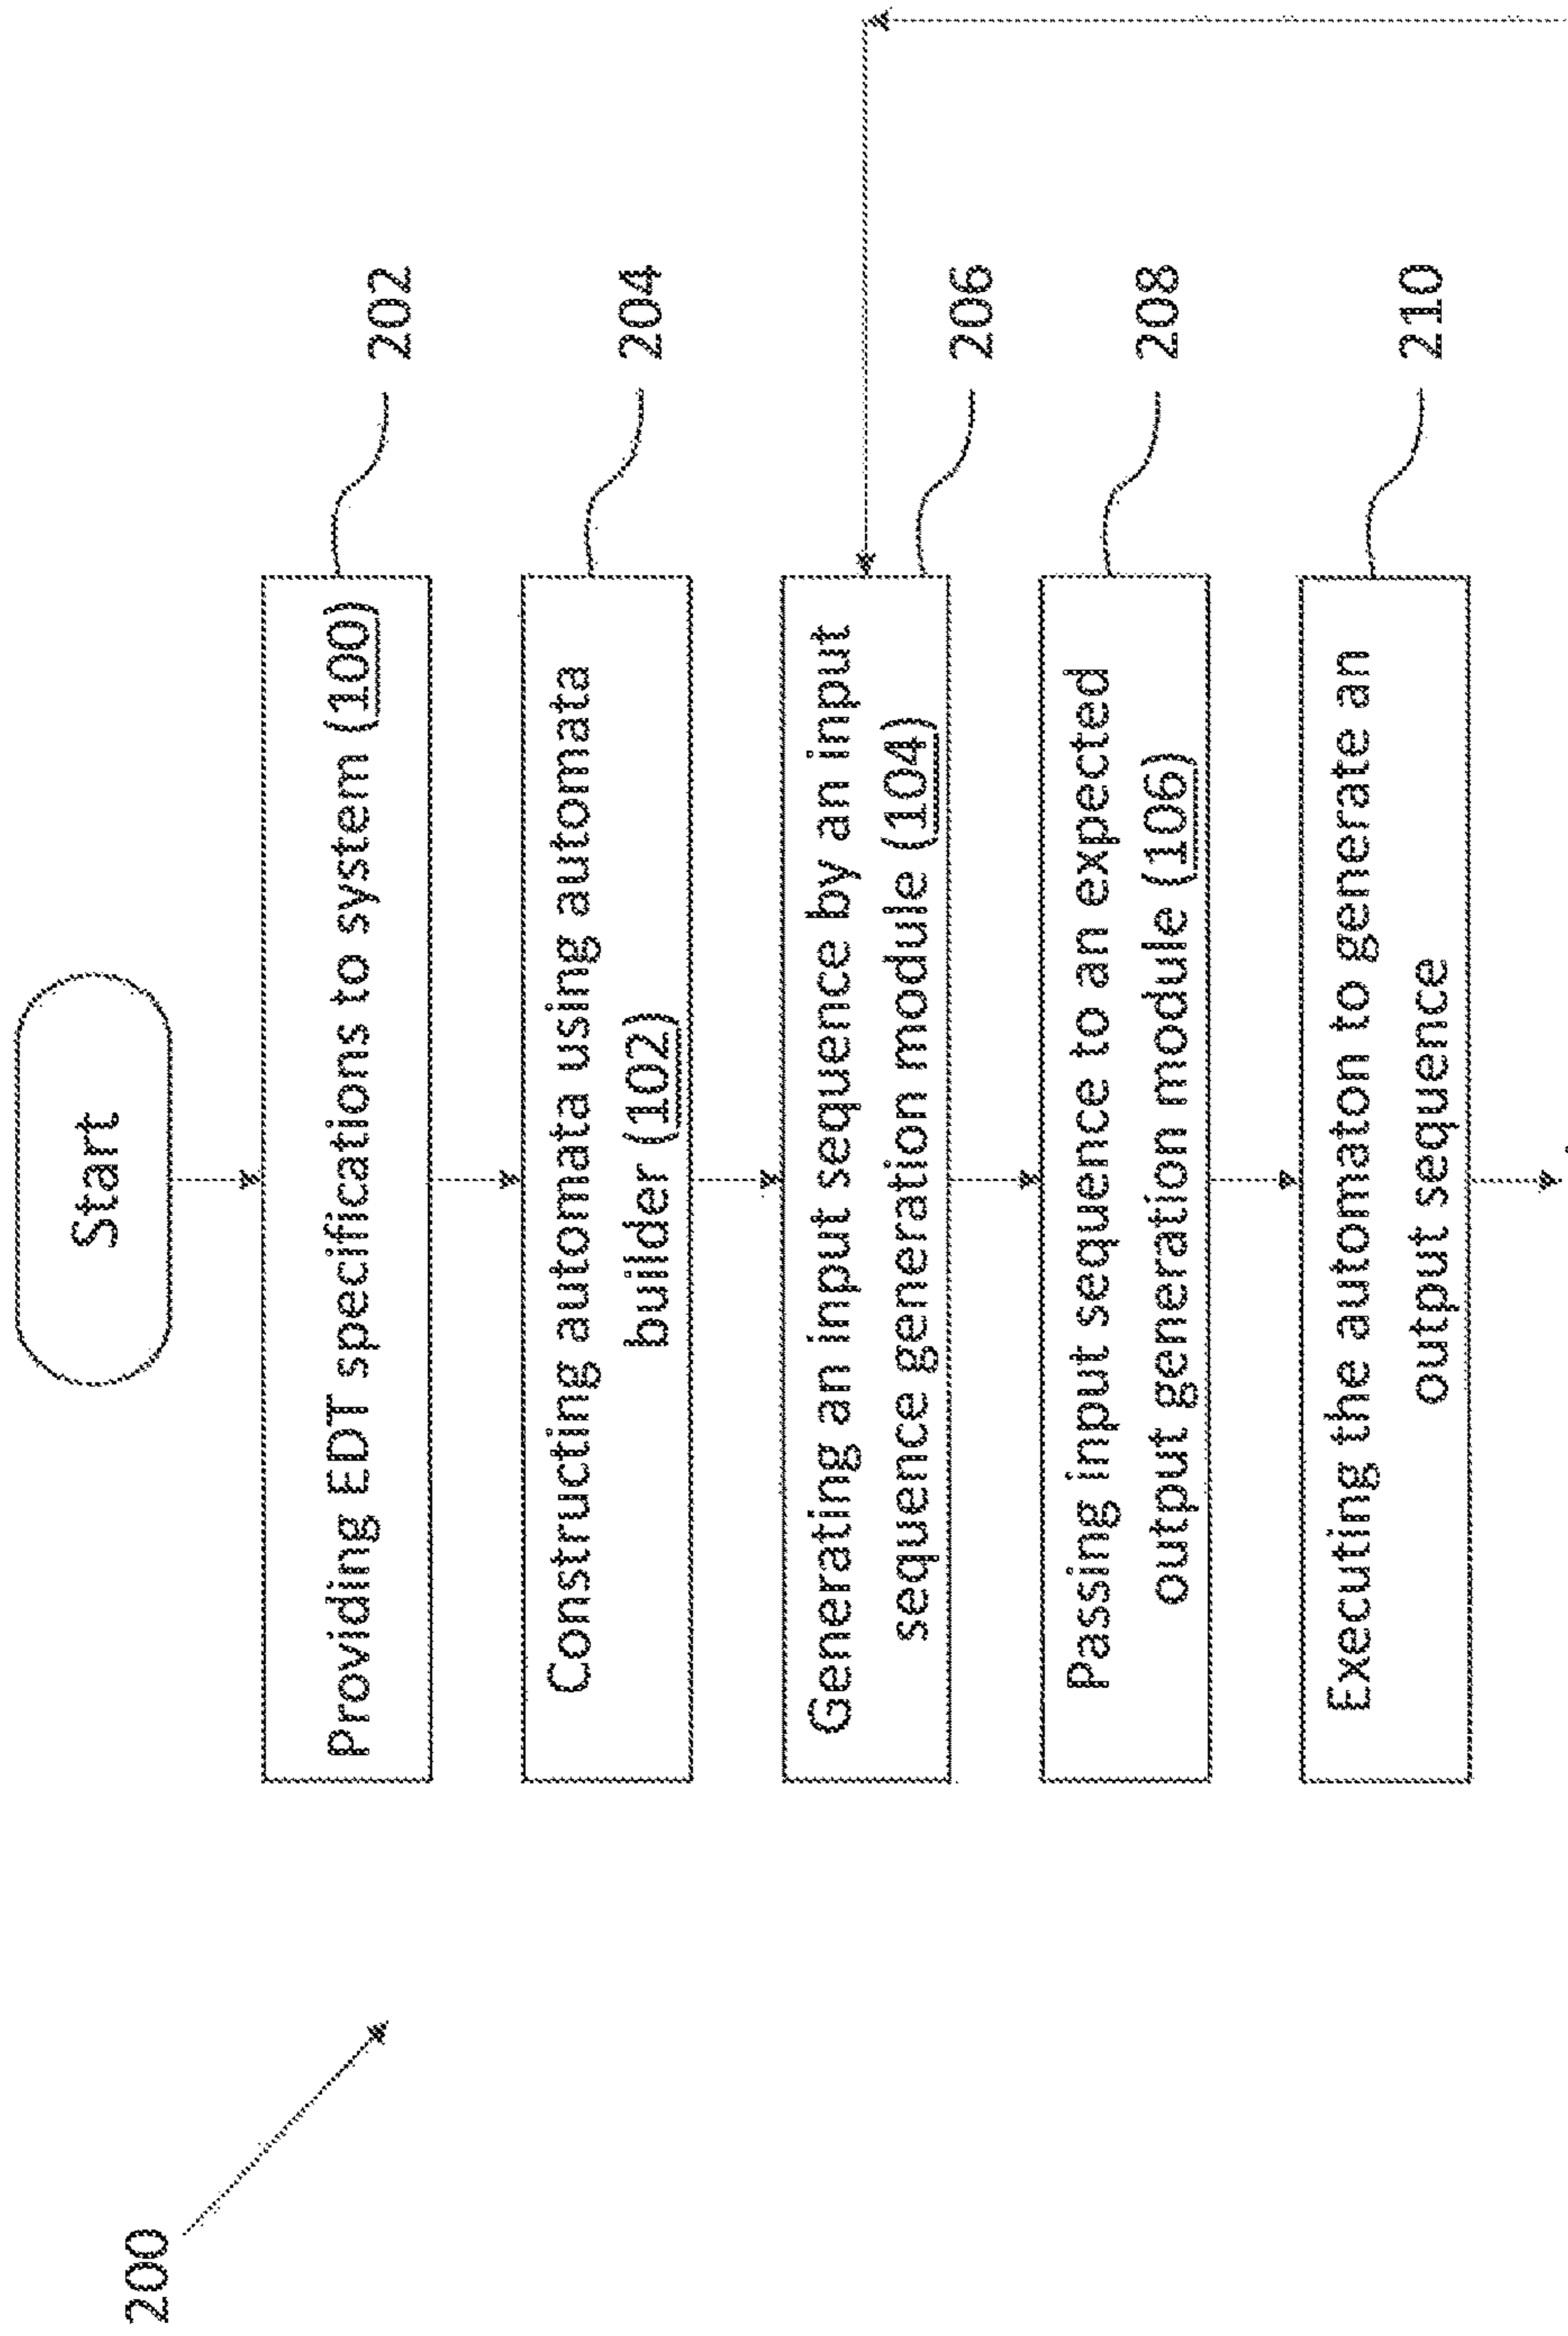 200
Start
Providing EDT specifications to system (100)
202
Constructing automata using automata
builder (102)
204
Generating an input sequence by an input
sequence generation module (104)
206
Passing input sequence to an expected
output generation module (106)
208
Executing the automaton to generate an
output sequence
210